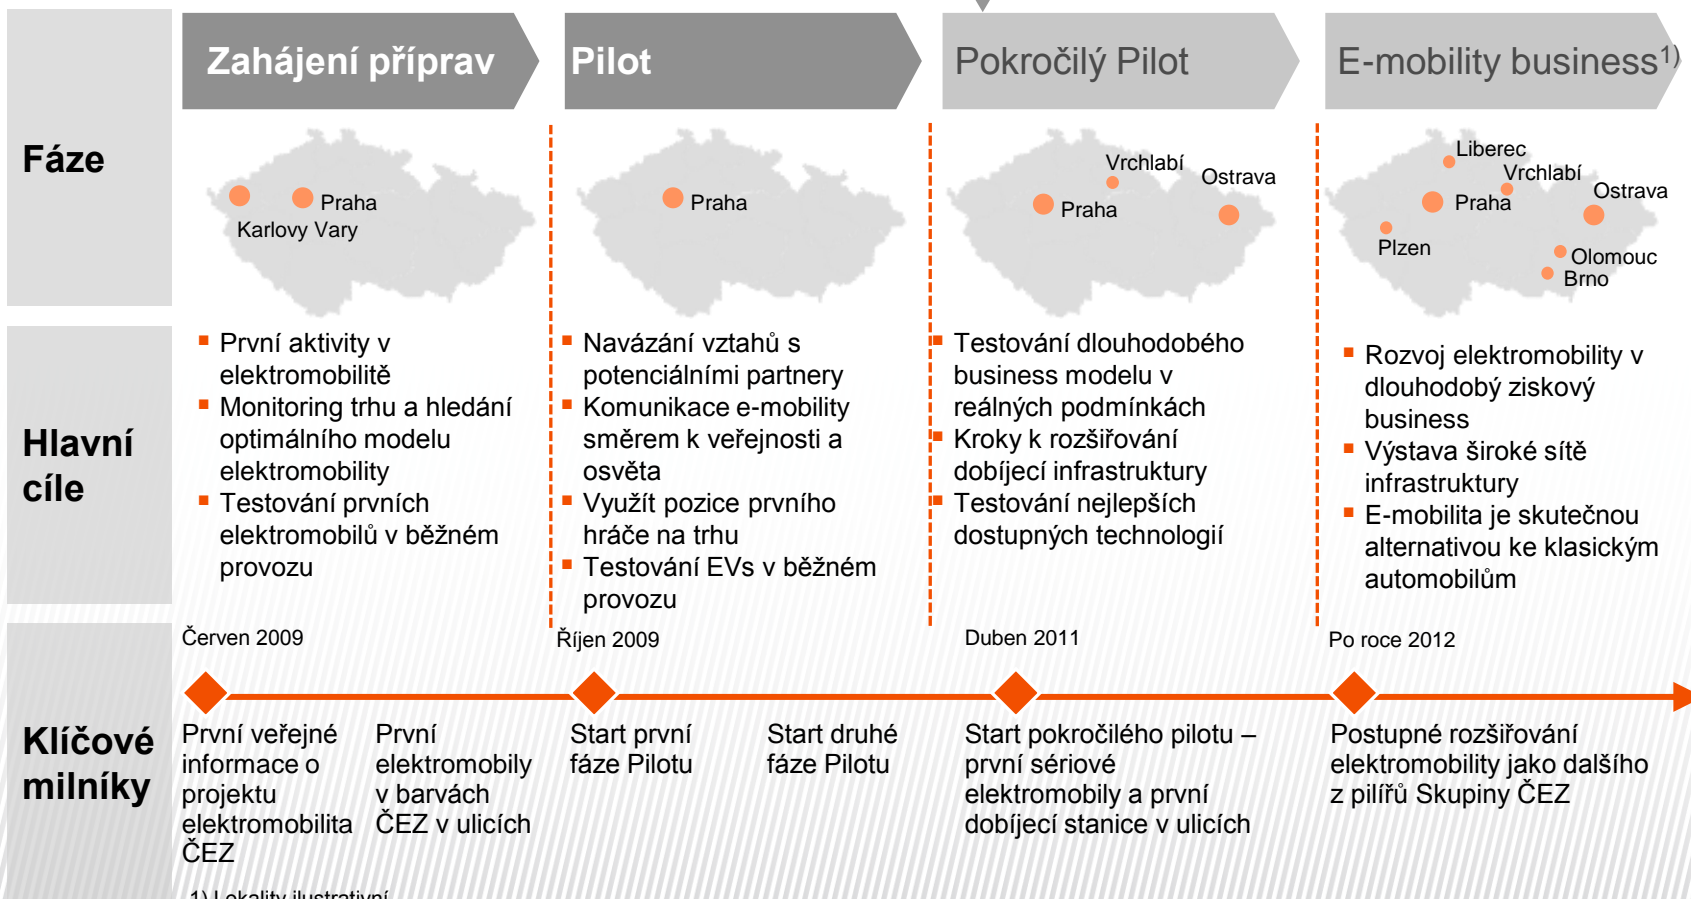 Zahájení příprav
Pilot
Pokročilý Pilot
E-mobility business1)
Fáze
Praha
Karlovy Vary
Praha
Vrchlabí
Ostrava
Praha
Liberec
Vrchlabí
Ostrava
Praha
Plzen
Olomouc
Brno
Hlavní
cíle
První aktivity v
elektromobilitě
Monitoring trhu a hledání
optimálního modelu
elektromobility
Testování prvních
elektromobilů v běžném
provozu
Navázání vztahů s
potenciálními partnery
Komunikace e-mobility
směrem k veřejnosti a
osvěta
Využít pozice prvního
hráče na trhu
Testování EVs v běžném
provozu
Testování dlouhodobého
business modelu v
reálných podmínkách
Kroky k rozšiřování
dobíjecí infrastruktury
Testování nejlepších
dostupných technologií
Rozvoj elektromobility v
dlouhodobý ziskový
business
Výstava široké sítě
infrastruktury
E-mobilita je skutečnou
alternativou ke klasickým
automobilům
Červen 2009
Říjen 2009
Duben 2011
Po roce 2012
Klíčové
milníky
První veřejné
informace o
projektu
elektromobilita
ČEZ
První
elektromobily
v barvách
ČEZ v ulicích
Start první
fáze Pilotu
Start druhé
fáze Pilotu
Start pokročilého pilotu –
první sériové
elektromobily a první
dobíjecí stanice v ulicích
Postupné rozšiřování
elektromobility jako dalšího
z pilířů Skupiny ČEZ
1) Lokality ilustrativní